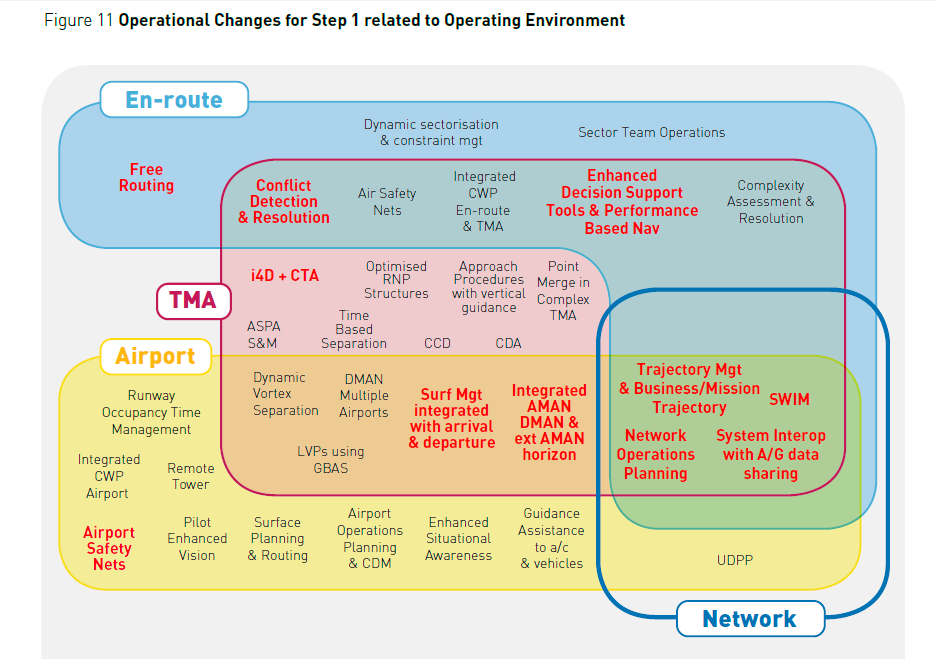 Figure 11 Operational Changes for Step 1 related to Operating Environment
En-route
Dynamic sectorisation
& constraint mgt
Sector Team Operations
Free
Routing
Conflict
Detection
& Resolution
Air Safety
Nets
Integrated
CWP
En-route
& TMA
Enhanced
Decision Support
Tools & Performance
Based Nav
Complexity
Assessment &
Resolution
TMA
i4D + CTA
Optimised
RNP
Structures
Approach
Procedures
with vertical
guidance
Point
Merge in
Complex
TMA
ASPA
S&M
Time
Based
Separation
CCD
CDA
Airport
Runway
Occupancy Time
Management
Dynamic
Vortex
Separation
DMAN
Multiple
Airports
Surf Mgt
integrated
with arrival
& departure
Integrated
AMAN
DMAN &
ext AMAN
horizon
LVPs using
GBAS
Trajectory Mgt
& Business/Mission
Trajectory
SWIM
Network
Operations
Planning
System Interop
with A/G data
sharing
Integrated
CWP
Airport
Remote
Tower
Airport
Safety
Nets
Pilot
Enhanced
Vision
Surface
Planning
& Routing
Airport
Operations
Planning
& CDM
Enhanced
Situational
Awareness
Guidance
Assistance
to a/c
& vehicles
UDPP
Network